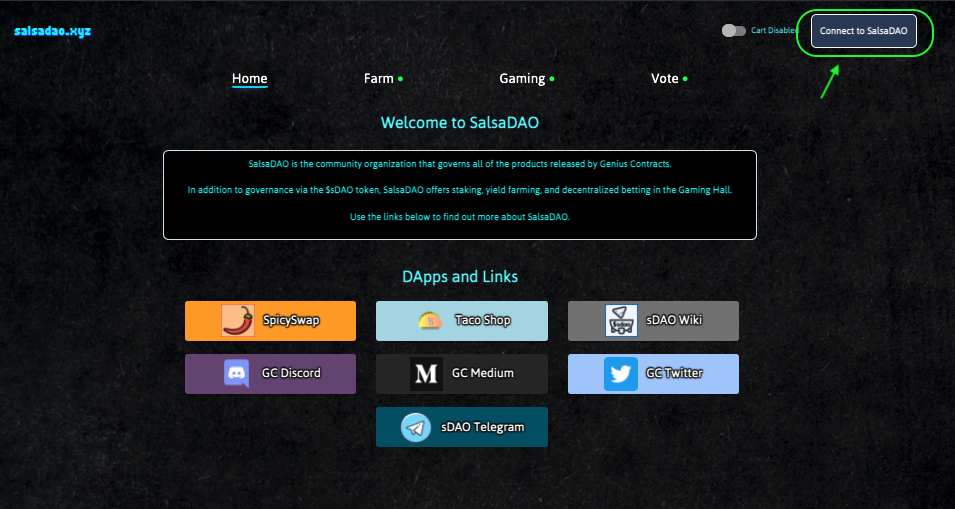 salsadao.xyz
Cart Disabled
Connect to SalsaDAO
Home Farm Gaming Vote
Welcome to SalsaDAO
SalsaDAO is the community organization that governs all of the products released by Genius Contracts.
In addition to governance via the $sDAO token, SalsaDAO offers staking, yield farming, and decentralized betting in the Gaming Hall.
Use the links below to find out more about SalsaDAO.
DApps and Links
SpicySwap Taco Shop sDAO Wiki
GC Discord GC Medium GC Twitter
sDAO Telegram